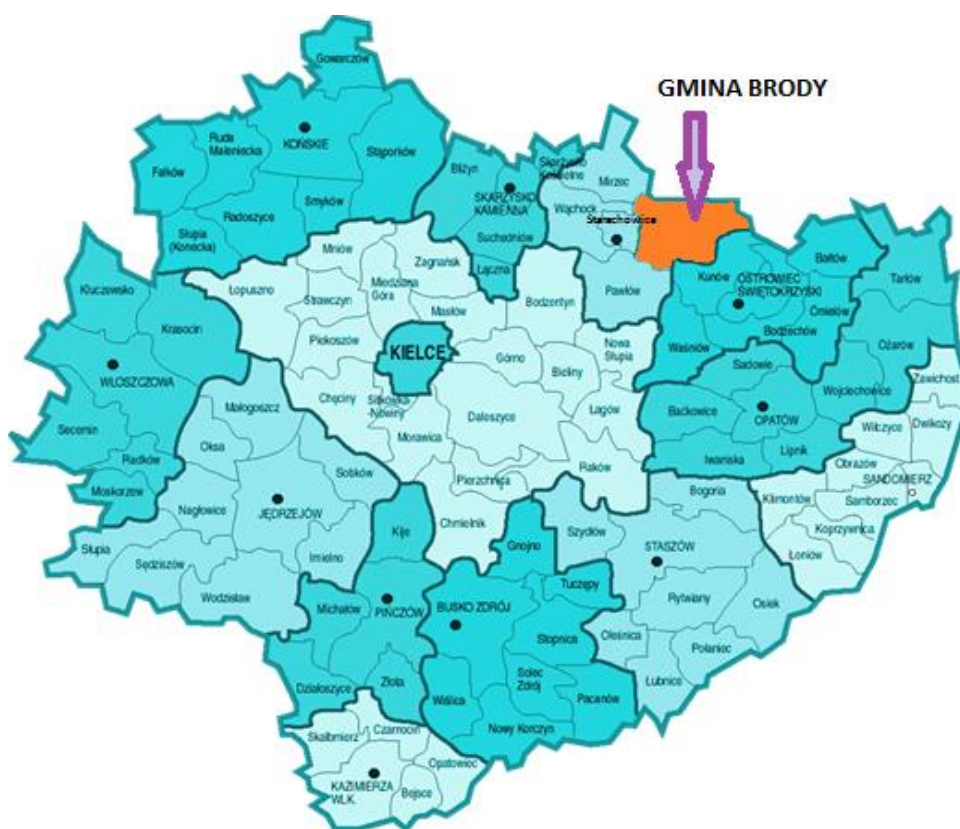 Gowarczów
GMINA BRODY
Ruda
Maleniecka
KOŃSKIE
Fałków
Stąporków
Radoszyce
Smyków
Słupia
(Konecka)
Bliżyn
Skarżysko
Kościelne
SKARŻYSKO
KAMIENNA
Suchedniów
Łączna
Mirzec
Wąchock
Starachowice
Pawłów
Kunów
OSTROWIEC
ŚWIĘTOKRZYSKI
Bałtów
Ćmielów
Bodzechów
Waśniów
Tarłów
Ożarów
Sadowie
Wojciechowice
Baćkowice
OPATÓW
Iwaniska
Lipnik
Mniów
Zagnańsk
Łopuszno
Strawczyn
Miedziana
Góra
Masłów
Bodzentyn
Piekoszów
KIELCE
Górno
Bieliny
Nowa
Słupia
Chęciny
Sitkówka
-Nowiny
Daleszyce
Łagów
Morawica
Pierzchnica
Raków
Chmielnik
Kluczewsko
Krasocin
WŁOSZCZOWA
Secemin
Radków
Moskorzew
Małogoszcz
Oksa
Sobków
Nagłowice
JĘDRZEJÓW
Słupia
Sędziszów
Imielno
Wodzisław
Zawichost
Wilczyce
Dwikozy
Obrazów
SANDOMIERZ
Klimontów
Samborzec
Koprzywnica
Łoniów
Bogoria
Szydłów
STASZÓW
Rytwiany
Osiek
Oleśnica
Połaniec
Łubnice
Kije
Michałów
PIŃCZÓW
Działoszyce
Złota
Gnojno
Tuczępy
BUSKO ZDRÓJ
Stopnica
Solec
Zdrój
Wiślica
Pacanów
Nowy Korczyn
Skalbmierz
Czarnocin
Opatowiec
KAZIMIERZA
WLK.
Bejsce